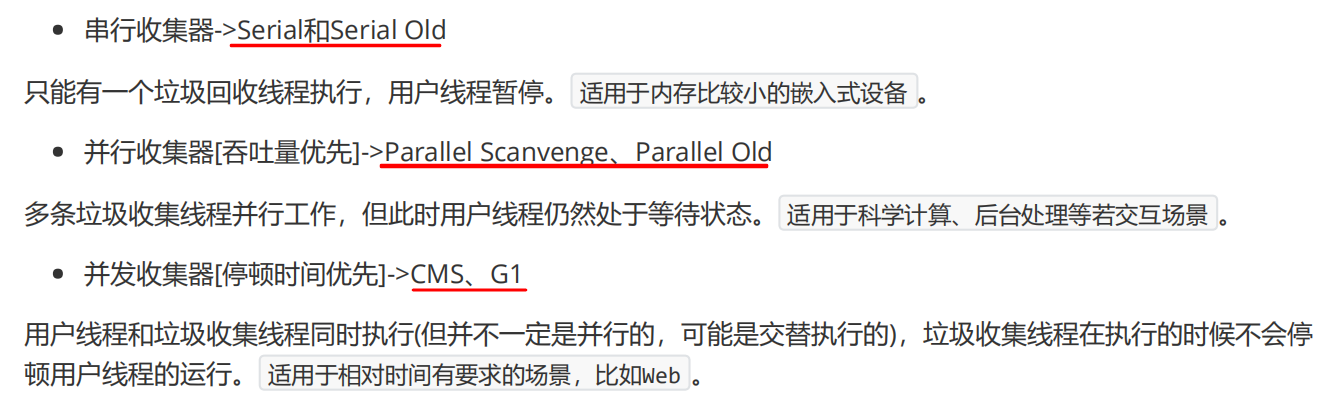 • 串行收集器->Serial和Serial Old
只能有一个垃圾回收线程执行，用户线程暂停。 适用于内存比较小的嵌入式设备 。
• 并行收集器[吞吐量优先]->Parallel Scanvenge、Parallel Old
多条垃圾收集线程并行工作，但此时用户线程仍然处于等待状态。 适用于科学计算、后台处理等若交互场景 。
• 并发收集器[停顿时间优先]->CMS、G1
用户线程和垃圾收集线程同时执行(但并不一定是并行的，可能是交替执行的)，垃圾收集线程在执行的时候不会停
顿用户线程的运行。 适用于相对时间有要求的场景，比如Web 。